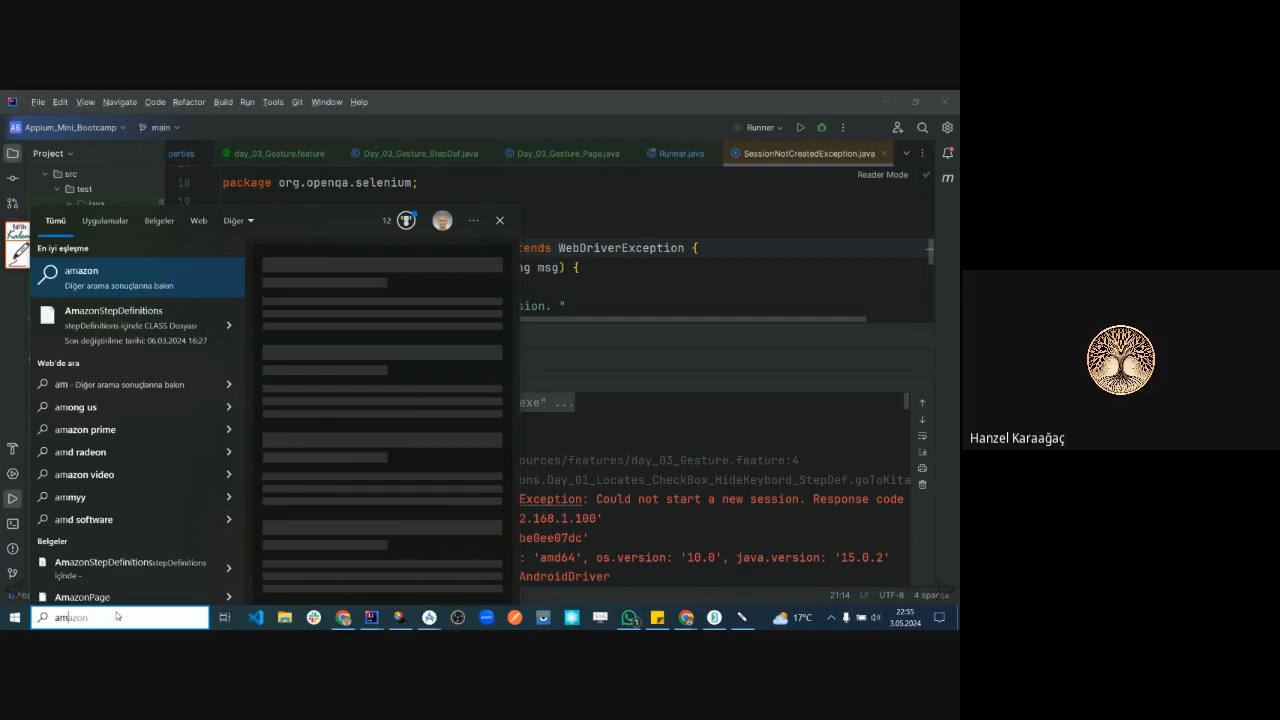 File Edit View Navigate Code Refactor Build Run Tools Git Window Help
AB Appium_Mini_Bootcamp main Runner
Project
perties day_03_Gesture.feature Day_03_Gesture_StepDef.java Day_03_Gesture_Page.java Runner.java SessionNotCreatedException.java
src
test
java
18 package org.openqa.selenium;
19
Reader Mode
Tümü Uygulamalar Belgeler Web Diğer 12
En iyi eşleşme
amazon
Diğer arama sonuçlarına bakın
AmazonStepDefinitions
stepDefinitions içinde CLASS Dosyası
Son değiştirilme tarihi: 06.03.2024 16:27
Web'de ara
am - Diğer arama sonuçlarına bakın
among us
amazon prime
amd radeon
amazon video
ammyy
amd software
Belgeler
AmazonStepDefinitionsstepDefinitions
içinde -
AmazonPage
tends WebDriverException {
ng msg) {
sion. "
exe" ...
ources/features/day_03_Gesture.feature:4
ons.Day_01_Locates_CheckBox_HideKeybord_StepDef.goToKita
Exception: Could not start a new session. Response code
2.168.1.100'
be0ee07dc'
: 'amd64', os.version: '10.0', java.version: '15.0.2'
AndroidDriver
21:14 LF UTF-8 4 spaces
amazon
17°C
22:55
3.05.2024
Hanzel Karaağaç